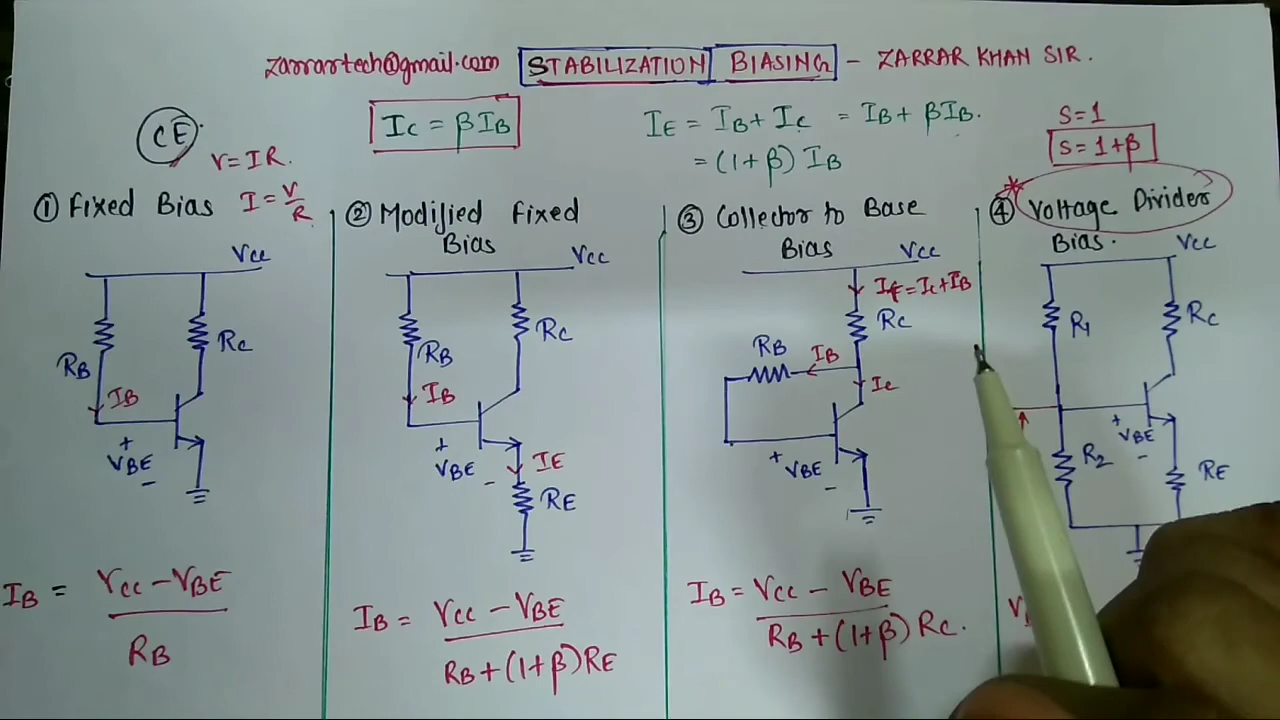 zarrartech@gmail.com STABILIZATION BIASING - ZARRAR KHAN SIR.
CE
IC = βIB
IE = IB + IC = IB + βIB.
= (1+β) IB
S=1
S=1+β
V=IR.
① Fixed Bias I = V/R
VCC
RB
RC
IB
+
VBE
-
IB = VCC - VBE
RB
② Modified Fixed
Bias
VCC
RB
RC
IB
+
VBE
-
IE
RE
IB = VCC - VBE
RB + (1+β) RE
③ Collector to Base
Bias
VCC
= IC + IB
RC
RB
IB
IC
+
VBE
-
IB = VCC - VBE
RB + (1+β) RC.
* ④ Voltage Divider
Bias.
VCC
R1
RC
+
VBE
-
R2
RE